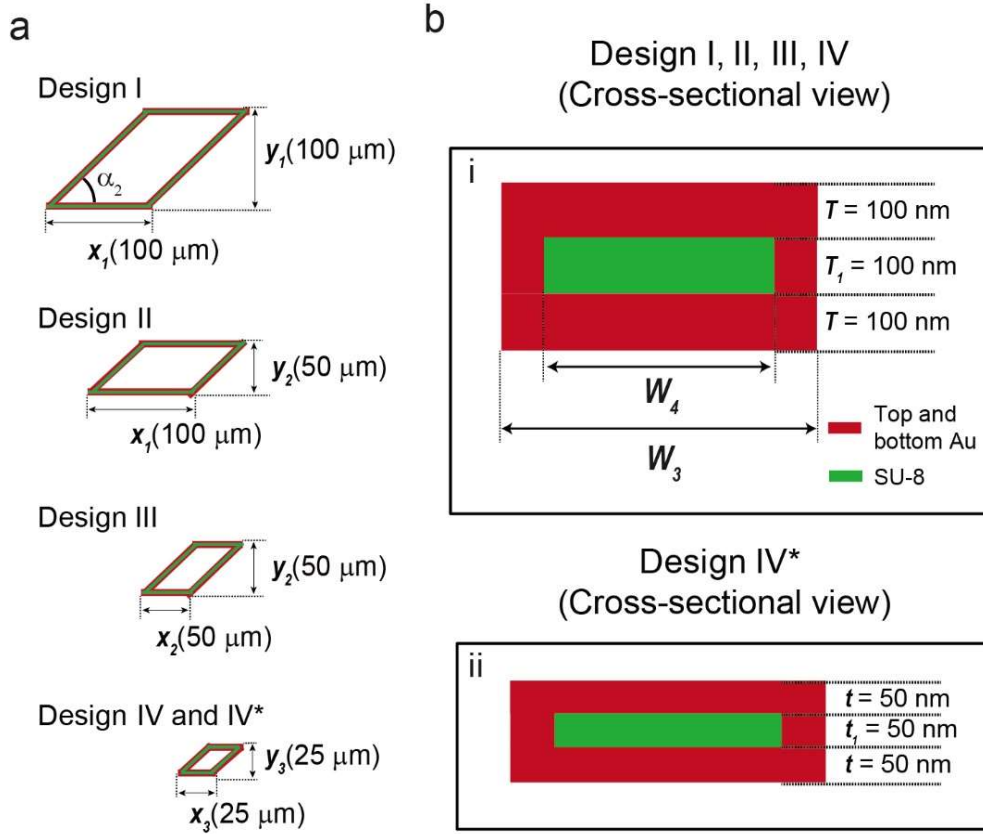 a
Design I
α2
y1(100 μm)
x1(100 μm)
Design II
y2(50 μm)
x1(100 μm)
Design III
y2(50 μm)
x2(50 μm)
Design IV and IV*
y3(25 μm)
x3(25 μm)
b
Design I, II, III, IV
(Cross-sectional view)
i
T = 100 nm
T1 = 100 nm
T = 100 nm
W4
W3
Top and
bottom Au
SU-8
Design IV*
(Cross-sectional view)
ii
t = 50 nm
t1 = 50 nm
t = 50 nm